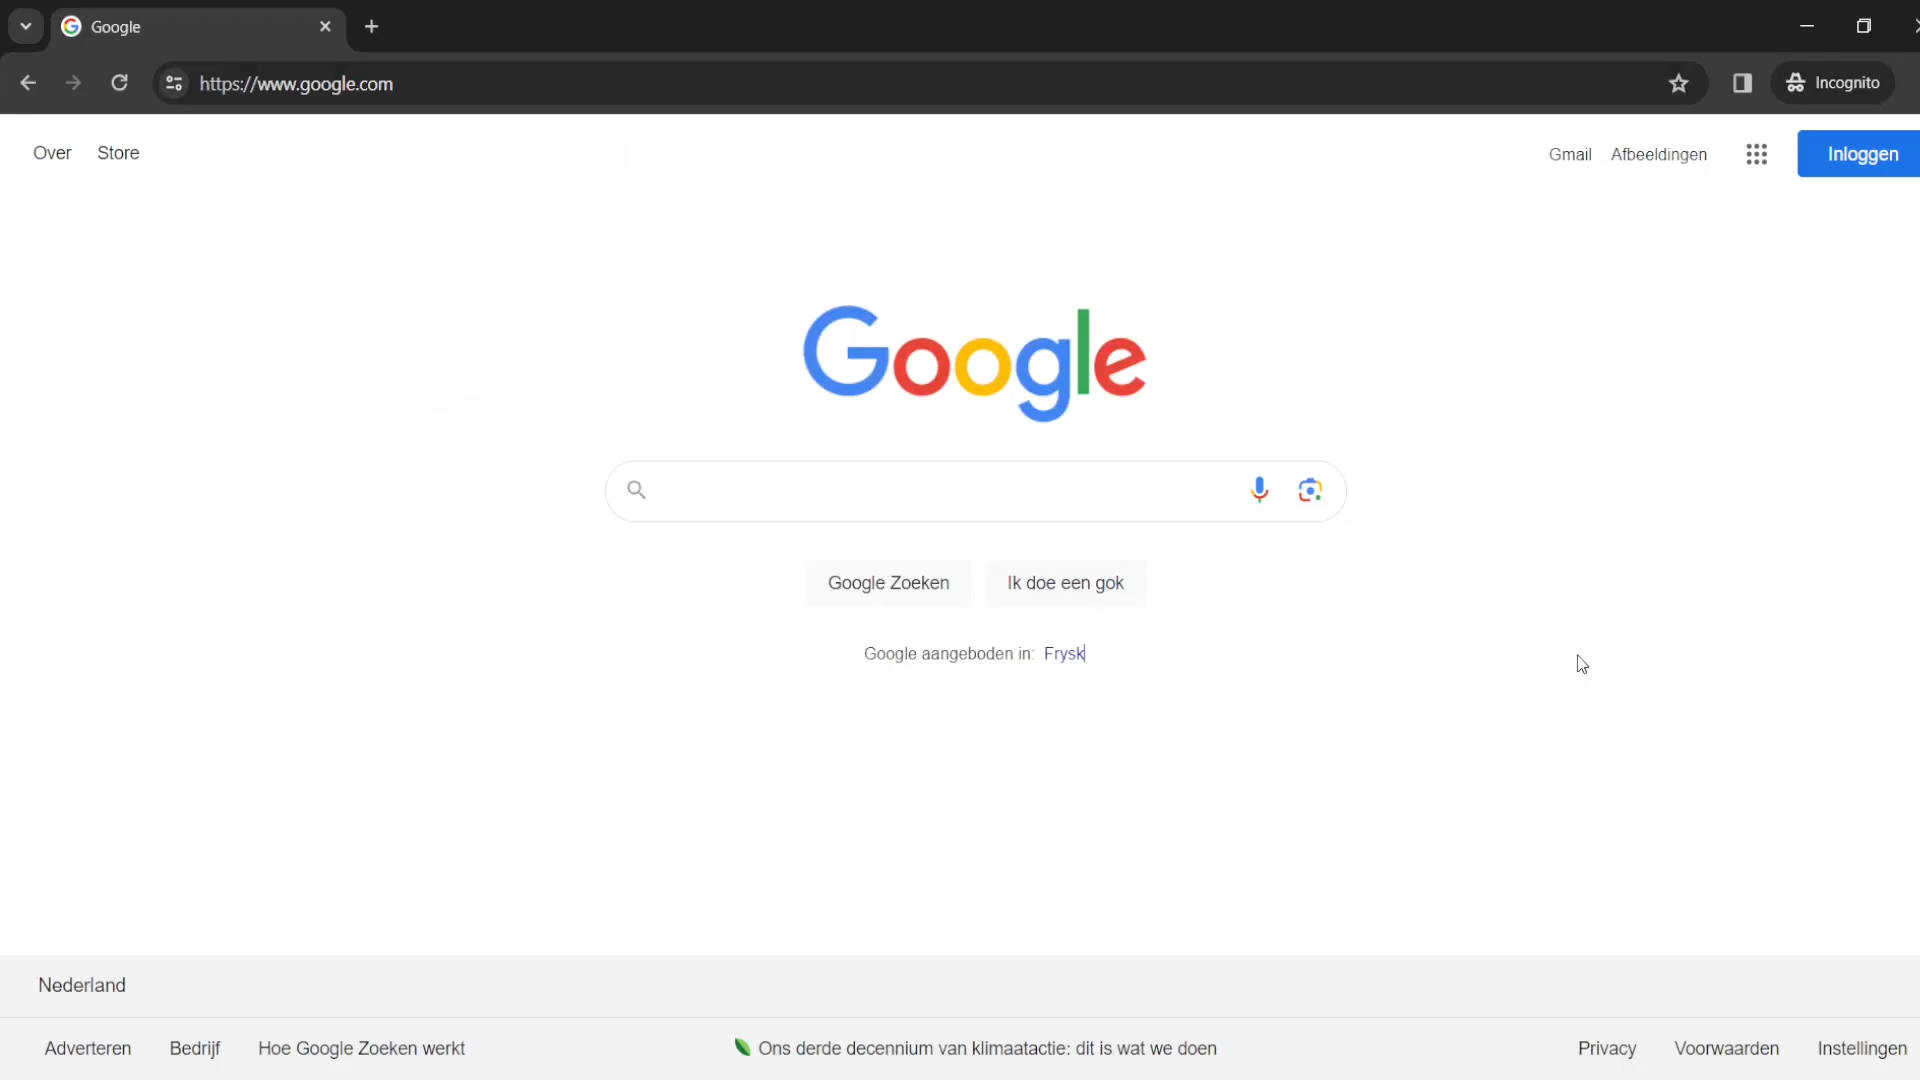 Google
https://www.google.com
Incognito
Over Store
Gmail Afbeeldingen Inloggen
Google
Google Zoeken Ik doe een gok
Google aangeboden in: Frysk
Nederland
Adverteren Bedrijf Hoe Google Zoeken werkt Ons derde decennium van klimaatactie: dit is wat we doen Privacy Voorwaarden Instellingen